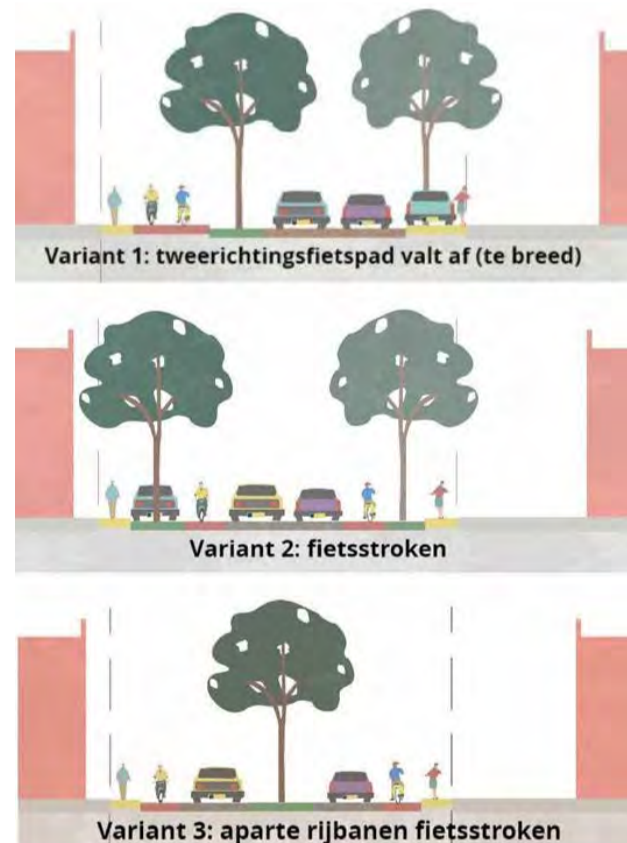 Variant 1: tweerichtingsfietspad valt af (te breed)
Variant 2: fietsstroken
Variant 3: aparte rijbanen fietsstroken